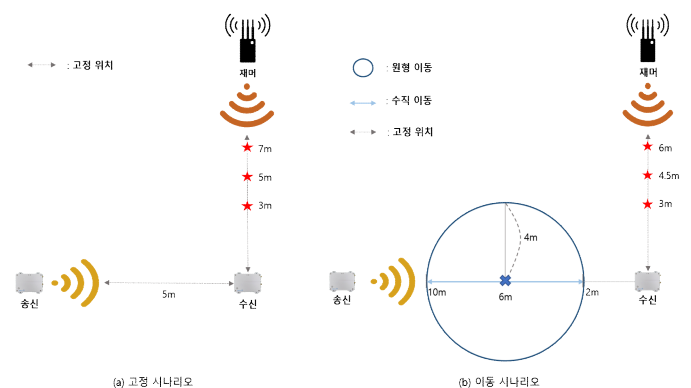 재머
: 고정 위치
7m
5m
3m
송신
5m
수신
(a) 고정 시나리오
재머
: 원형 이동
: 수직 이동
: 고정 위치
6m
4.5m
3m
4m
송신
10m
6m
2m
수신
(b) 이동 시나리오